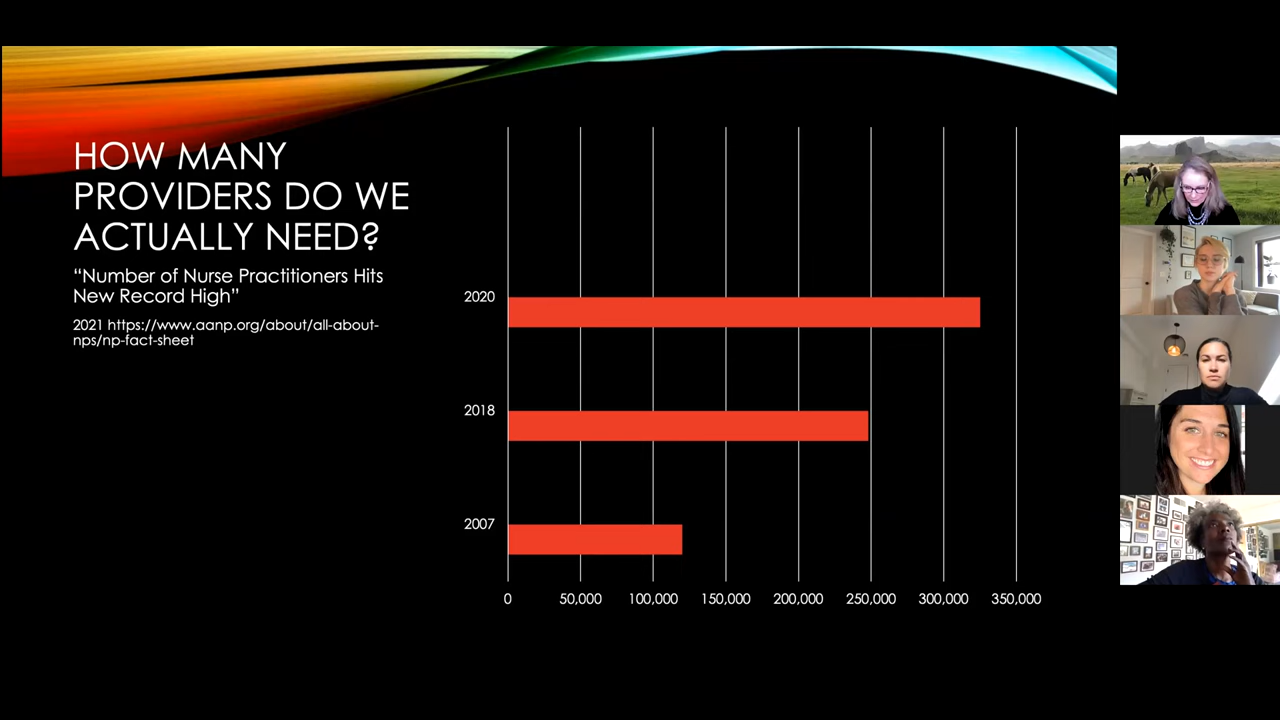 HOW MANY
PROVIDERS DO WE
ACTUALLY NEED?
“Number of Nurse Practitioners Hits
New Record High”
2021 https://www.aanp.org/about/all-about-
nps/np-fact-sheet
2020
2018
2007
0 50,000 100,000 150,000 200,000 250,000 300,000 350,000